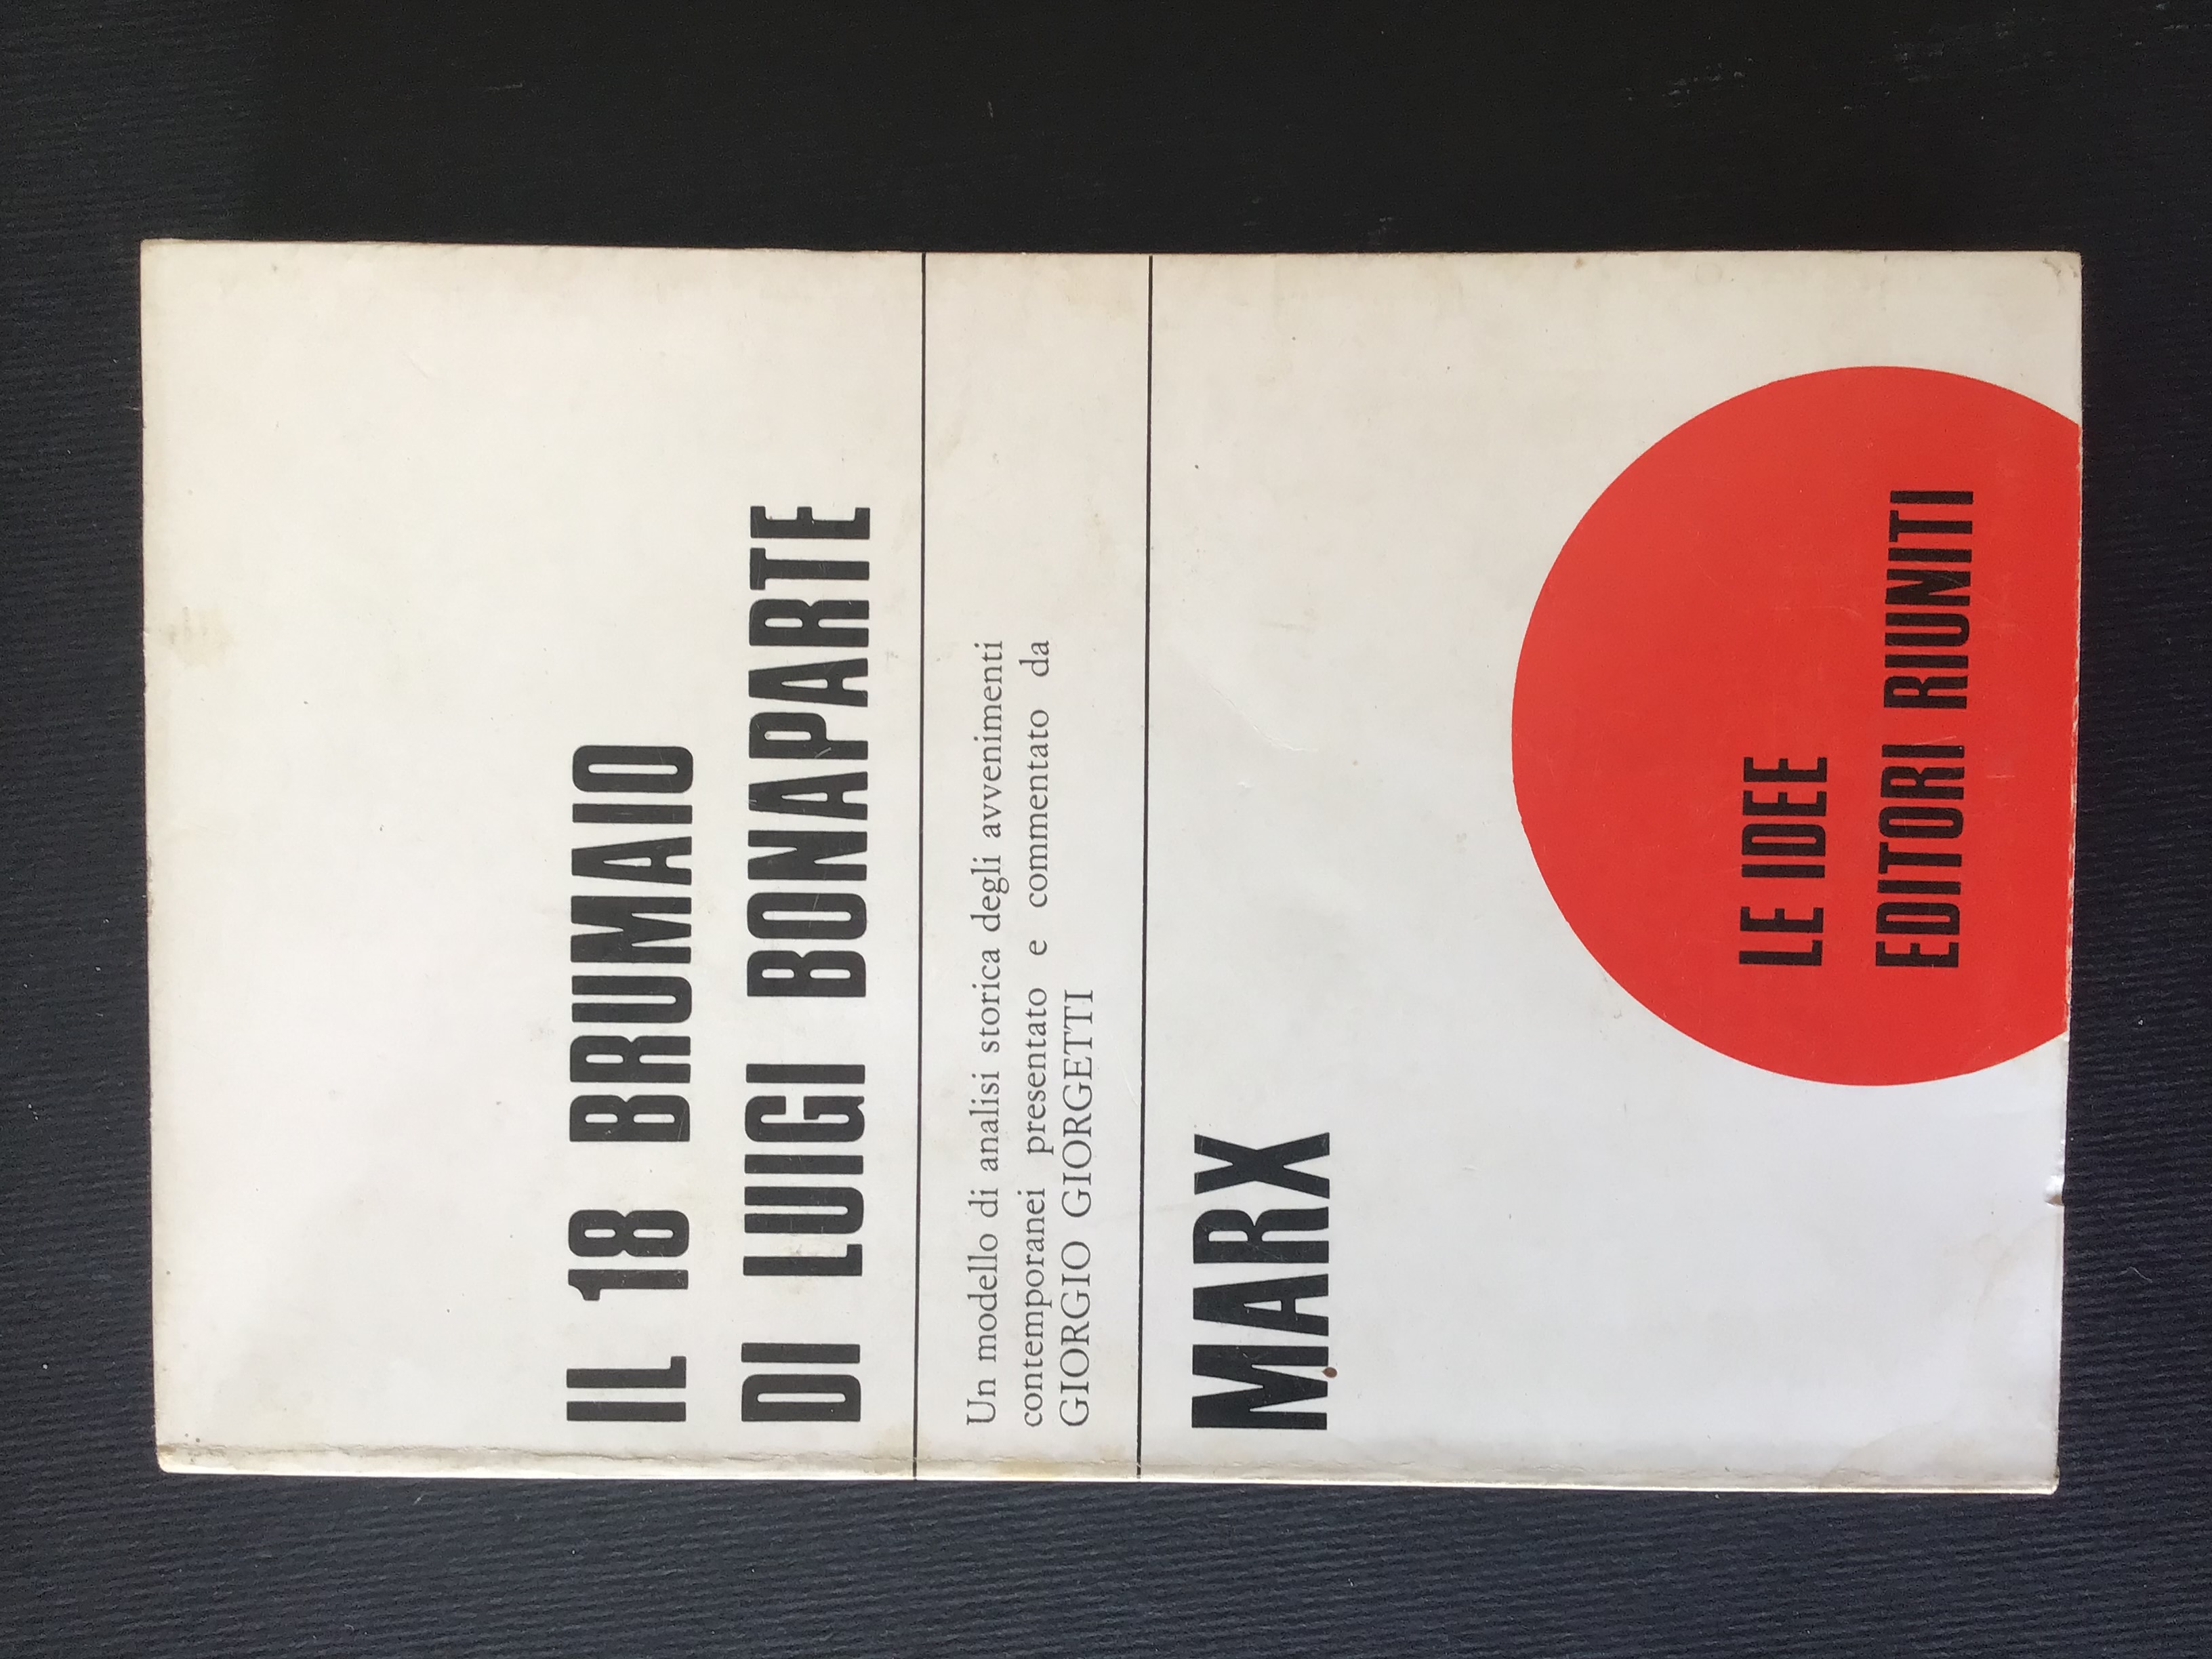 IL 18 BRUMAIO
DI LUIGI BONAPARTE
Un modello di analisi storica degli avvenimenti
contemporanei presentato e commentato da
GIORGIO GIORGETTI
MARX
LE IDEE
EDITORI RIUNITI